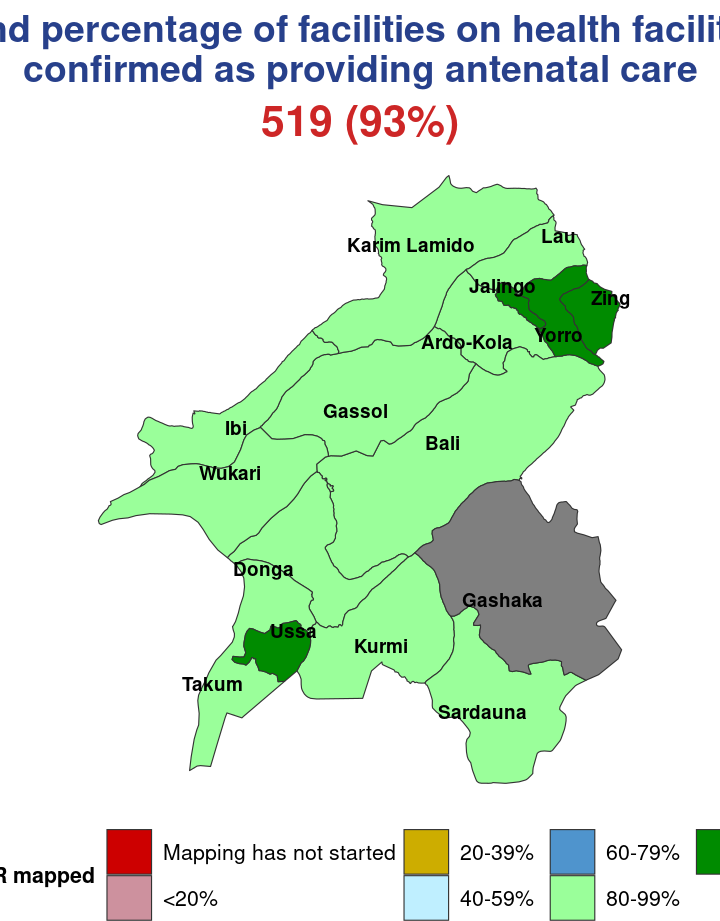 nd percentage of facilities on health facilit
confirmed as providing antenatal care
519 (93%)
Karim Lamido
Lau
Jalingo
Zing
Yorro
Ardo-Kola
Gassol
Ibi
Bali
Wukari
Donga
Gashaka
Ussa
Kurmi
Takum
Sardauna
R mapped
Mapping has not started
20-39%
60-79%
<20%
40-59%
80-99%